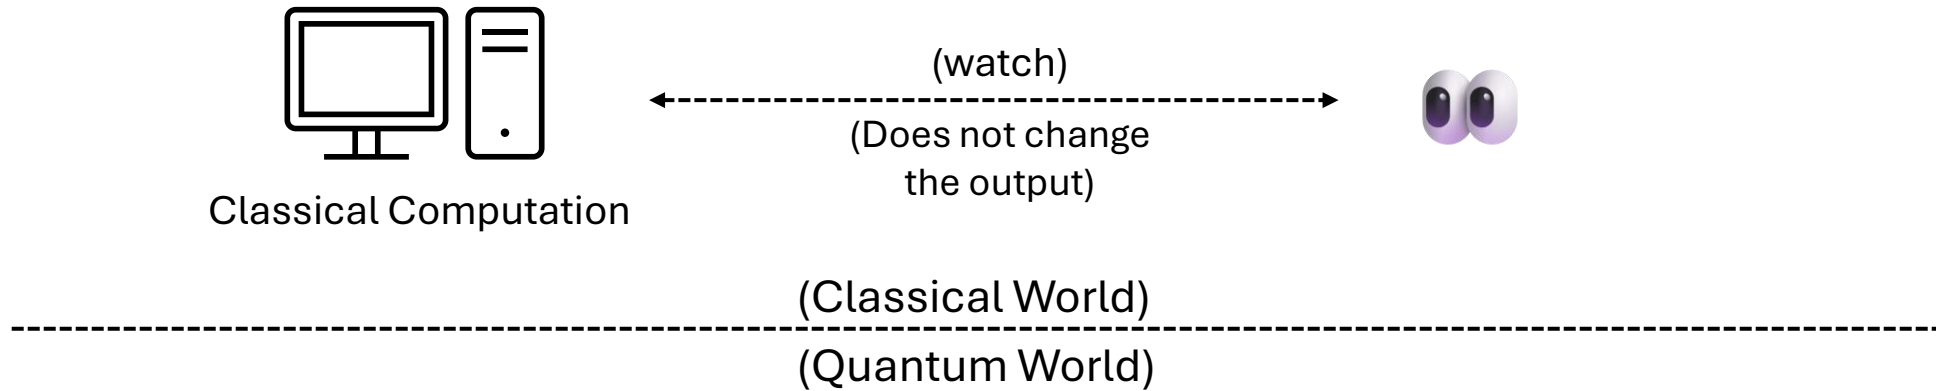 (watch)
(Does not change
the output)
Classical Computation
(Classical World)
(Quantum World)